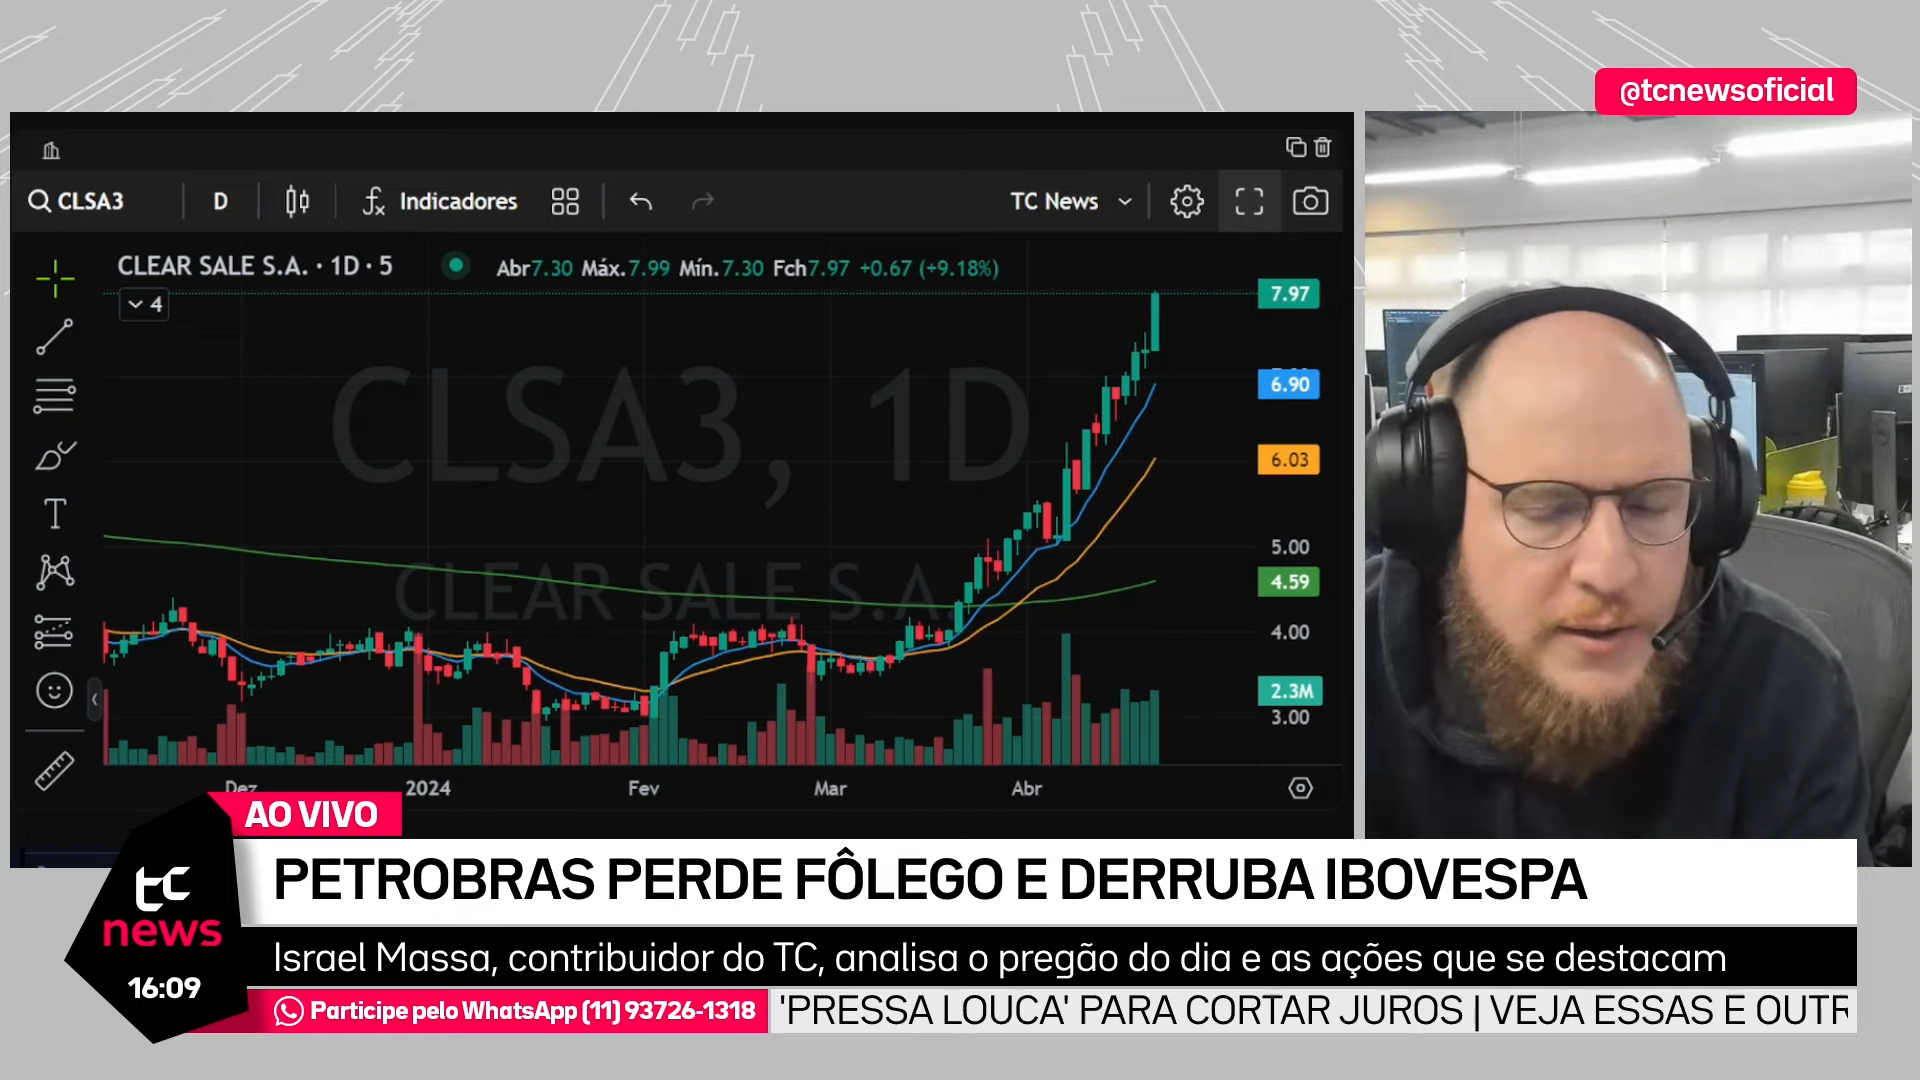 @tcnewsoficial
CLSA3
D
Indicadores
TC News
CLEAR SALE S.A. · 1D · 5
Abr7.30 Máx.7.99 Mín.7.30 Fch7.97 +0.67 (+9.18%)
4
7.97
6.90
6.03
5.00
4.59
4.00
2.3M
3.00
CLSA3, 1D
CLEAR SALE S.A.
Dez 2024 Fev Mar Abr
AO VIVO
PETROBRAS PERDE FÔLEGO E DERRUBA IBOVESPA
Israel Massa, contribuidor do TC, analisa o pregão do dia e as ações que se destacam
tc
news
16:09
Participe pelo WhatsApp (11) 93726-1318
'PRESSA LOUCA' PARA CORTAR JUROS | VEJA ESSAS E OUTR